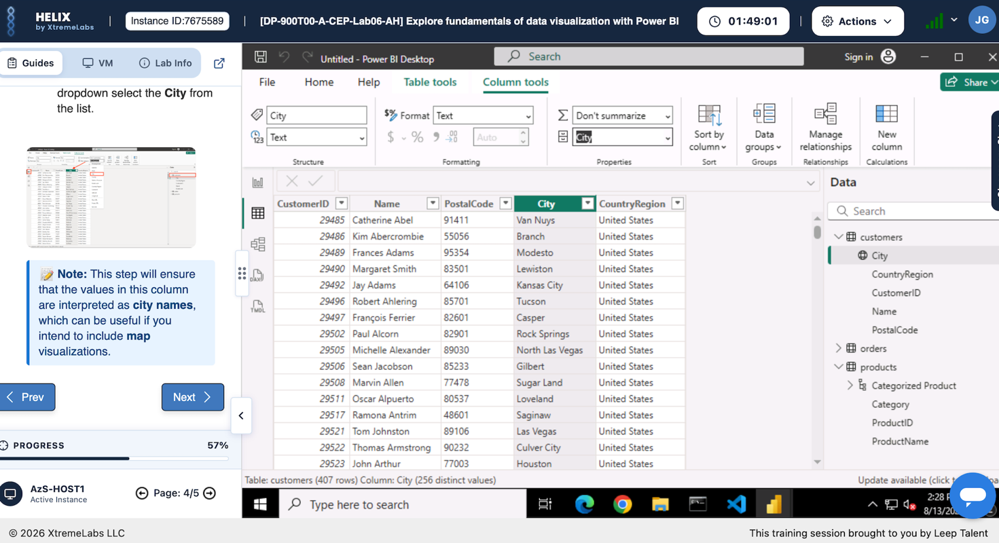 HELIX
by XtremeLabs
Instance ID:7675589
[DP-900T00-A-CEP-Lab06-AH] Explore fundamentals of data visualization with Power BI
01:49:01
Actions
JG
Guides
VM
Lab Info
dropdown select the City from
the list.
Note: This step will ensure
that the values in this column
are interpreted as city names,
which can be useful if you
intend to include map
visualizations.
Prev
Next
PROGRESS
57%
AzS-HOST1
Active Instance
Page: 4/5
Untitled - Power BI Desktop
Search
Sign in
File Home Help Table tools Column tools
Share
City
Text
Structure
$% Format Text
$ % 9 .00 Auto
Formatting
Don't summarize
City
Properties
Sort by
column
Sort
Data
groups
Groups
Manage
relationships
Relationships
New
column
Calculations
DAX
TMDL
CustomerID Name PostalCode City CountryRegion
29485 Catherine Abel 91411 Van Nuys United States
29486 Kim Abercrombie 55056 Branch United States
29489 Frances Adams 95354 Modesto United States
29490 Margaret Smith 83501 Lewiston United States
29492 Jay Adams 64106 Kansas City United States
29496 Robert Ahlering 85701 Tucson United States
29497 François Ferrier 82601 Casper United States
29502 Paul Alcorn 82901 Rock Springs United States
29505 Michelle Alexander 89030 North Las Vegas United States
29506 Sean Jacobson 85233 Gilbert United States
29508 Marvin Allen 77478 Sugar Land United States
29511 Oscar Alpuerto 80537 Loveland United States
29517 Ramona Antrim 48601 Saginaw United States
29521 Tom Johnston 89106 Las Vegas United States
29522 Thomas Armstrong 90232 Culver City United States
29523 John Arthur 77003 Houston United States
Data
Search
customers
City
CountryRegion
CustomerID
Name
PostalCode
orders
products
Categorized Product
Category
ProductID
ProductName
Table: customers (407 rows) Column: City (256 distinct values)
Update available (click
Type here to search
2:28
© 2026 XtremeLabs LLC
This training session brought to you by Leep Talent